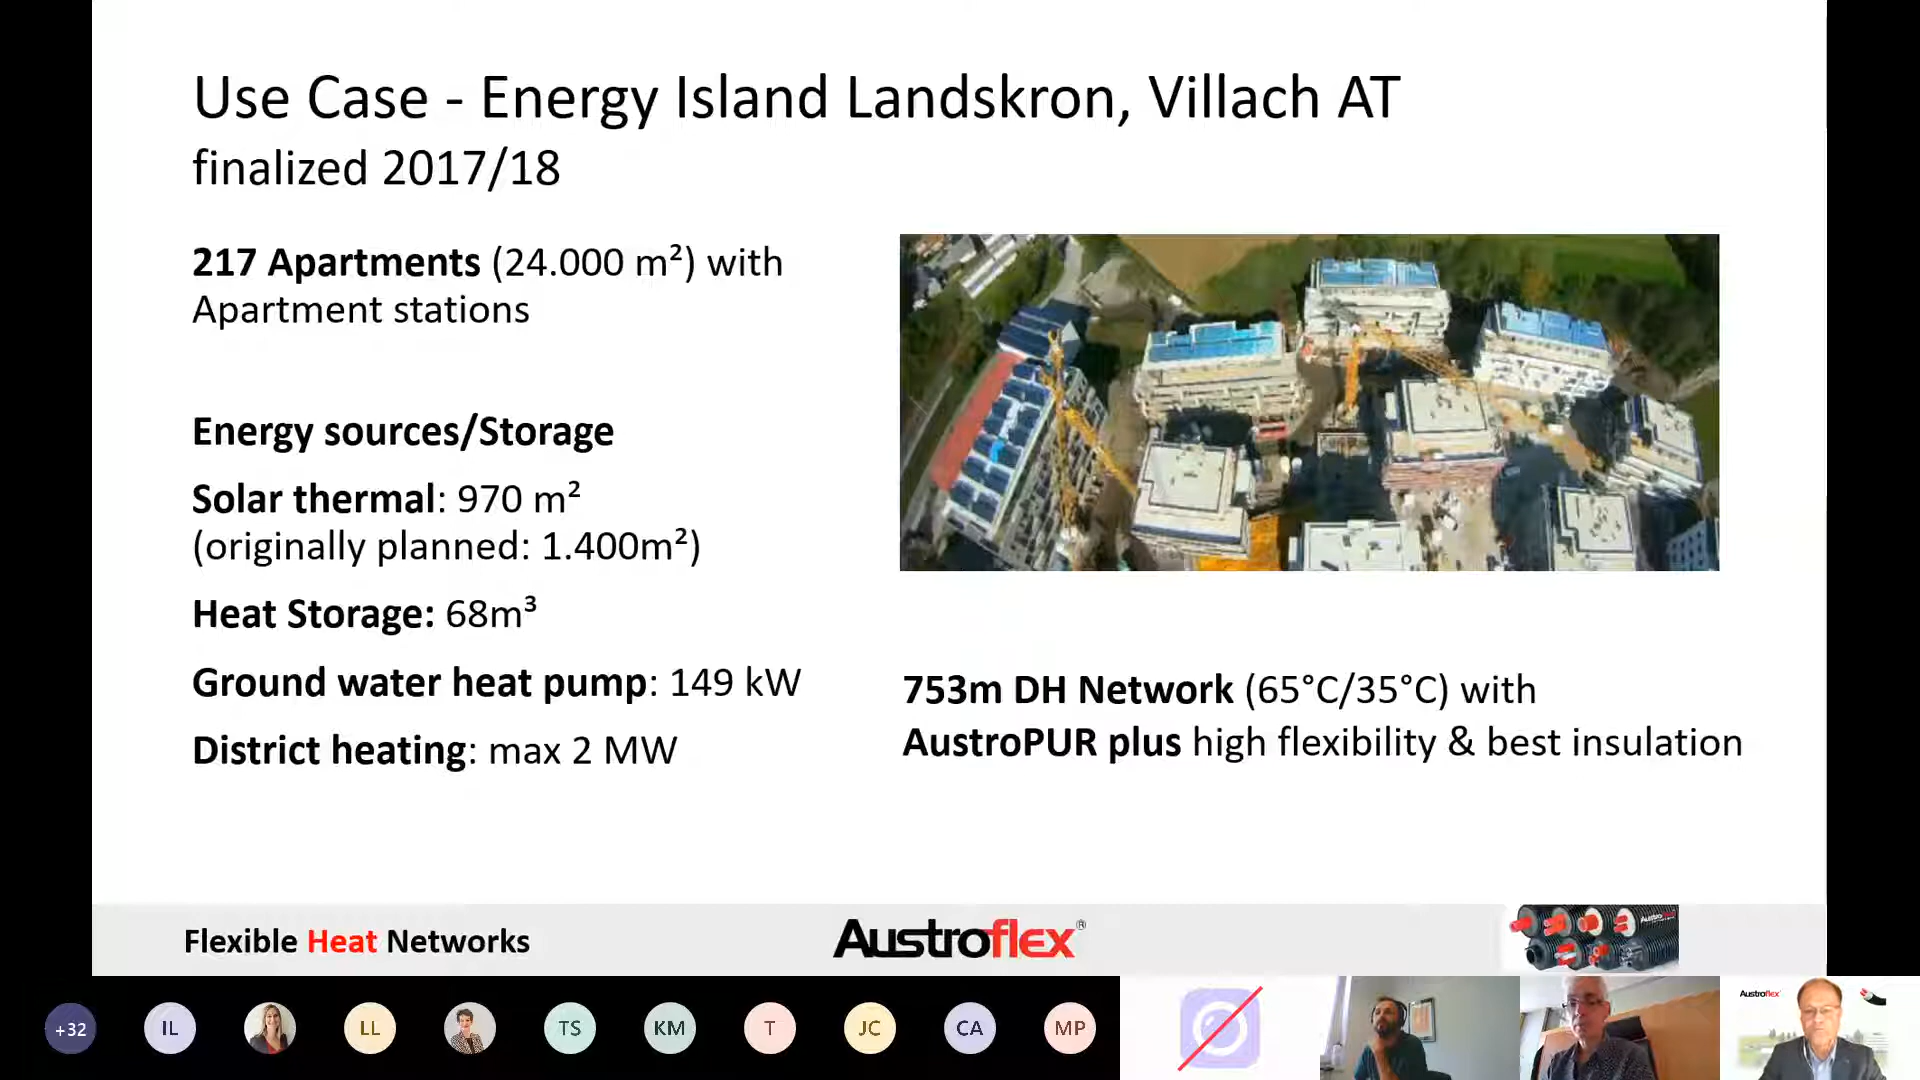 Use Case - Energy Island Landskron, Villach AT
finalized 2017/18
217 Apartments (24.000 m²) with
Apartment stations
Energy sources/Storage
Solar thermal: 970 m²
(originally planned: 1.400m²)
Heat Storage: 68m³
Ground water heat pump: 149 kW
District heating: max 2 MW
753m DH Network (65°C/35°C) with
AustroPUR plus high flexibility & best insulation
Flexible Heat Networks
Austroflex®
+32
IL
LL
TS
KM
T
JC
CA
MP
Austroflex